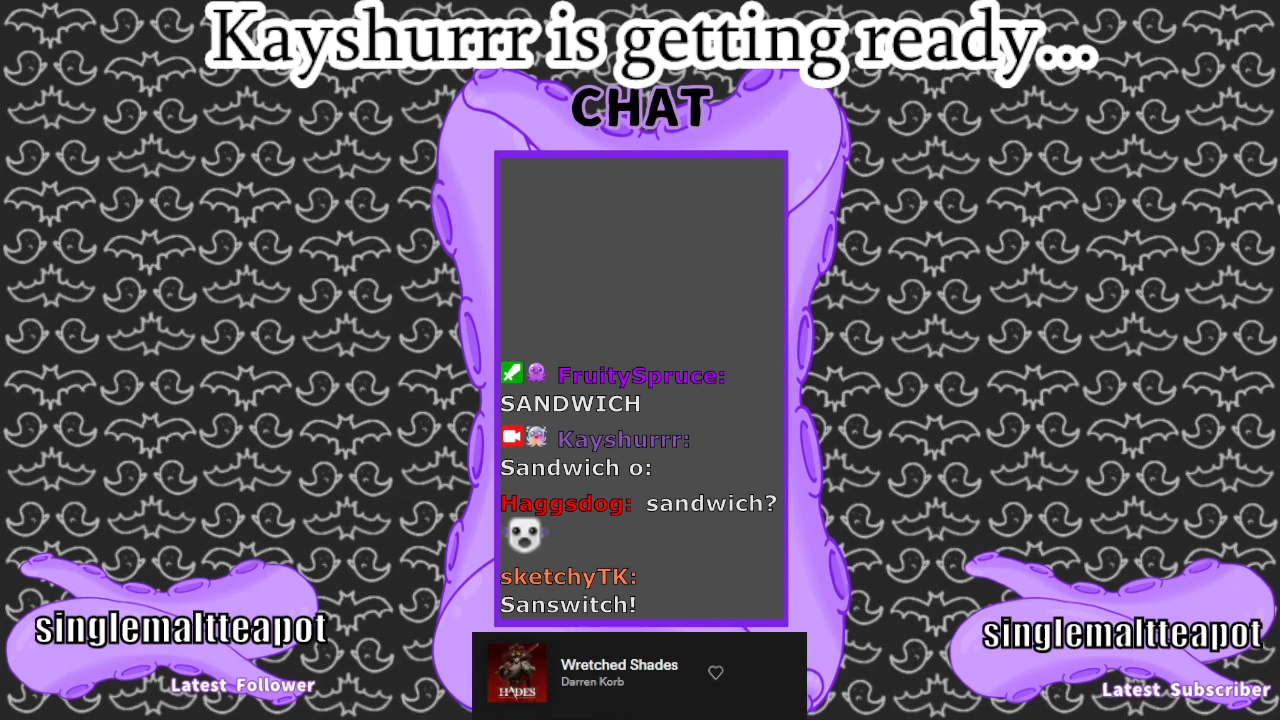 Kayshurrr is getting ready...
CHAT
FruitySpruce:
SANDWICH
Kayshurrr:
Sandwich o:
Haggsdog: sandwich?
sketchyTK:
Sanswitch!
singlemaltteapot
Latest Follower
singlemaltteapot
Latest Subscriber
HADES
Wretched Shades
Darren Korb